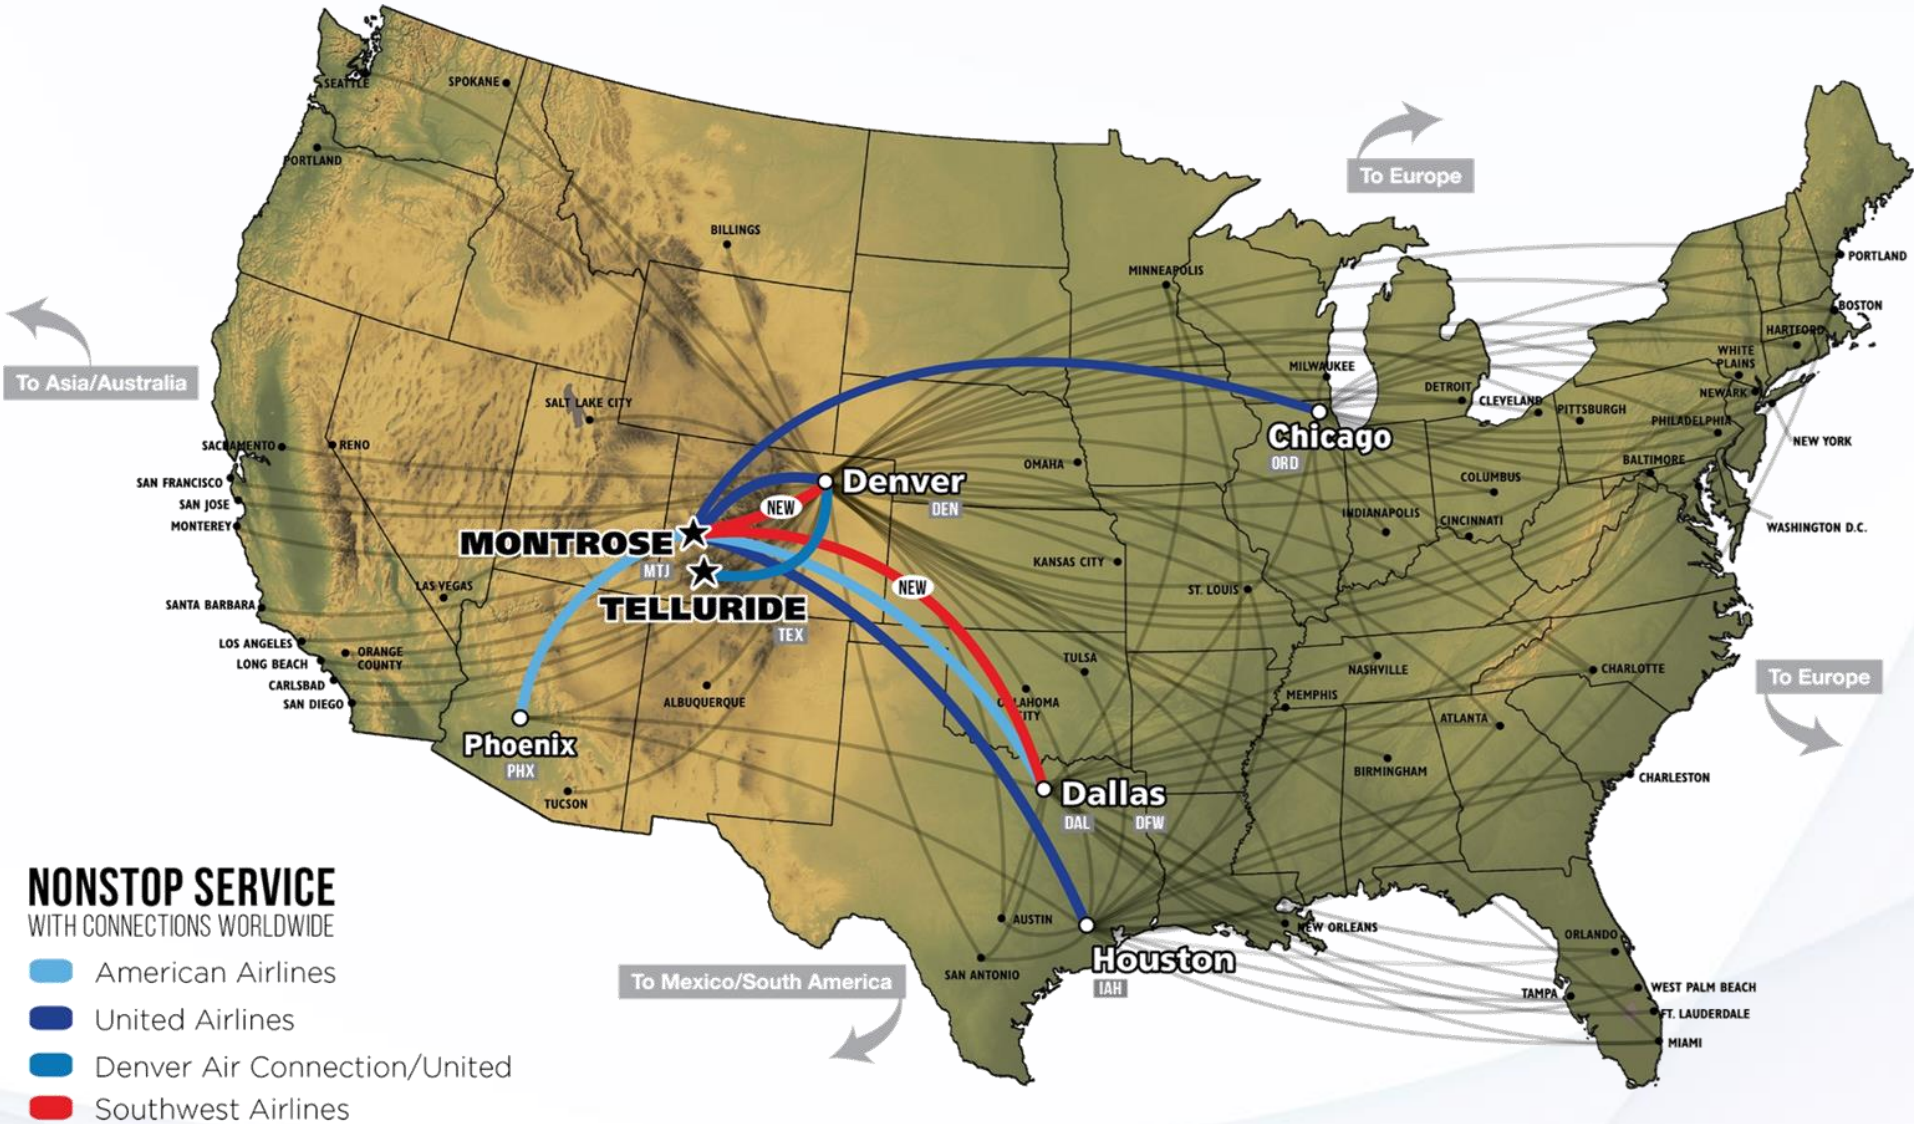 SEATTLE
SPOKANE
PORTLAND
BILLINGS
MINNEAPOLIS
To Europe
PORTLAND
BOSTON
HARTFORD
WHITE
PLAINS
NEWARK
MILWAUKEE
DETROIT
CLEVELAND
PITTSBURGH
PHILADELPHIA
NEW YORK
To Asia/Australia
SALT LAKE CITY
SACRAMENTO
RENO
SAN FRANCISCO
SAN JOSE
MONTEREY
Chicago
ORD
OMAHA
COLUMBUS
BALTIMORE
Denver
DEN
NEW
INDIANAPOLIS
CINCINNATI
WASHINGTON D.C.
MONTROSE
MTJ
KANSAS CITY
ST. LOUIS
NEW
LAS VEGAS
TELLURIDE
TEX
SANTA BARBARA
LOS ANGELES
LONG BEACH
ORANGE
COUNTY
CARLSBAD
SAN DIEGO
ALBUQUERQUE
TULSA
OKLAHOMA
CITY
NASHVILLE
MEMPHIS
CHARLOTTE
To Europe
ATLANTA
BIRMINGHAM
CHARLESTON
Phoenix
PHX
TUCSON
Dallas
DAL DFW
AUSTIN
SAN ANTONIO
Houston
IAH
NEW ORLEANS
ORLANDO
TAMPA
WEST PALM BEACH
FT. LAUDERDALE
MIAMI
To Mexico/South America
NONSTOP SERVICE
WITH CONNECTIONS WORLDWIDE
American Airlines
United Airlines
Denver Air Connection/United
Southwest Airlines